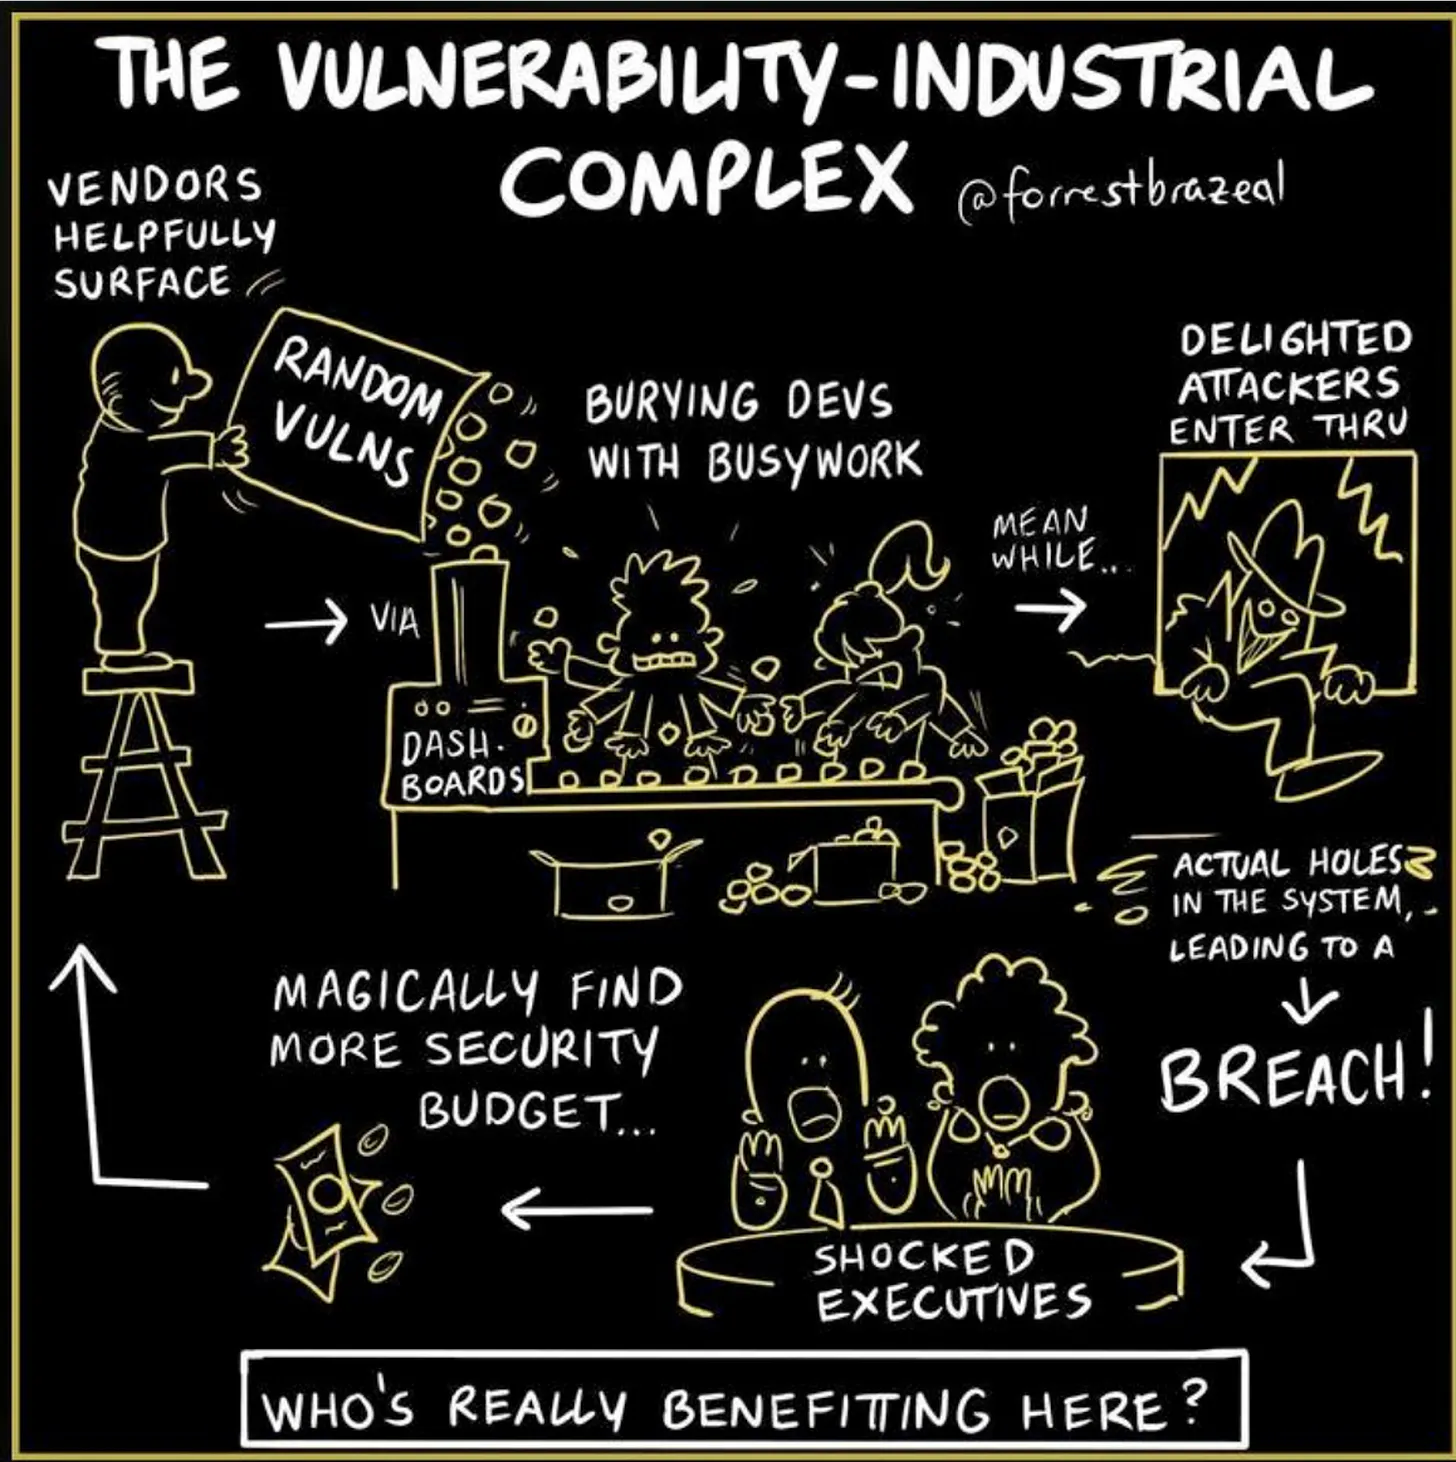 THE VULNERABILITY-INDUSTRIAL
COMPLEX @forrestbrazeal
VENDORS
HELPFULLY
SURFACE
RANDOM
VULNS
VIA
DASH-
BOARDS
BURYING DEVS
WITH BUSYWORK
MEAN
WHILE...
DELIGHTED
ATTACKERS
ENTER THRU
ACTUAL HOLES
IN THE SYSTEM,
LEADING TO A
BREACH!
SHOCKED
EXECUTIVES
MAGICALLY FIND
MORE SECURITY
BUDGET...
WHO'S REALLY BENEFITTING HERE?